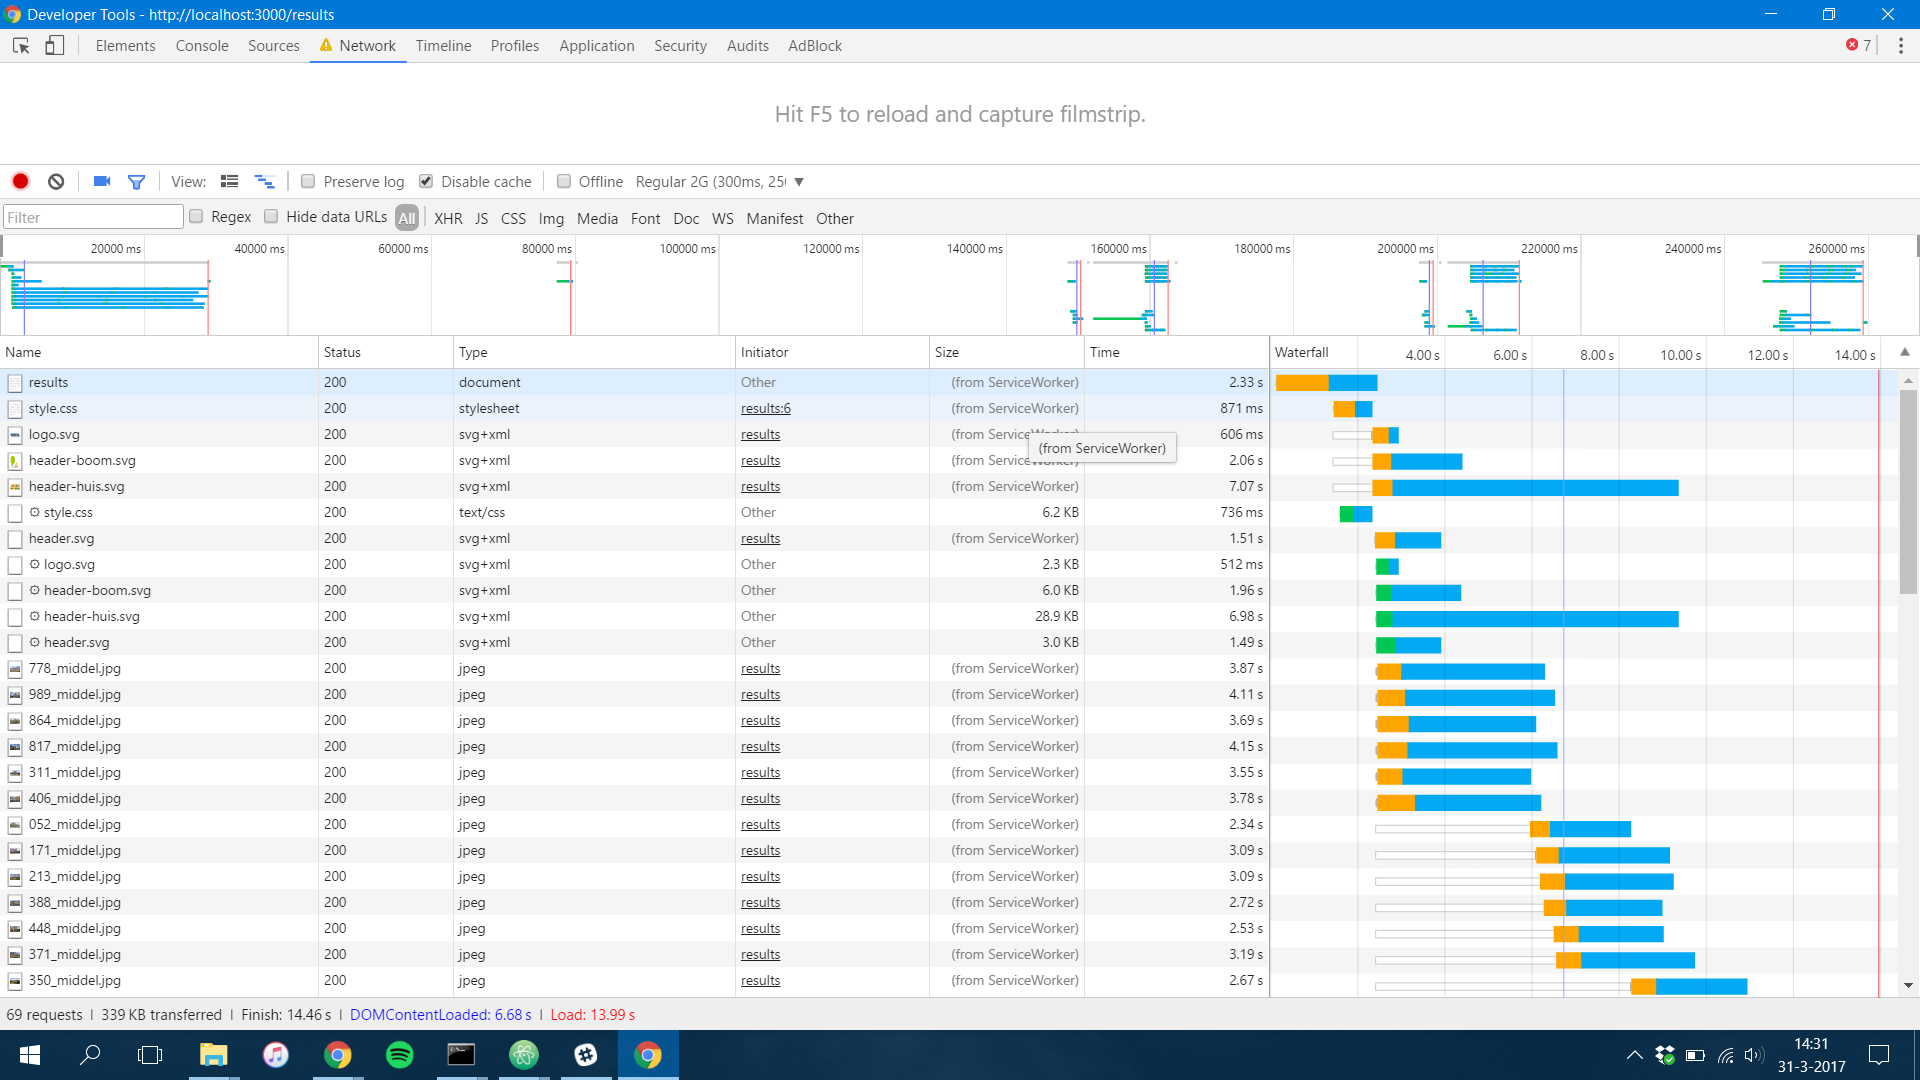 Developer Tools - http://localhost:3000/results
Elements Console Sources Network Timeline Profiles Application Security Audits AdBlock 7
Hit F5 to reload and capture filmstrip.
View: Preserve log Disable cache Offline Regular 2G (300ms, 25
Filter Regex Hide data URLs All XHR JS CSS Img Media Font Doc WS Manifest Other
20000 ms 40000 ms 60000 ms 80000 ms 100000 ms 120000 ms 140000 ms 160000 ms 180000 ms 200000 ms 220000 ms 240000 ms 260000 ms
Name Status Type Initiator Size Time Waterfall 4.00 s 6.00 s 8.00 s 10.00 s 12.00 s 14.00 s
results 200 document Other (from ServiceWorker) 2.33 s
style.css 200 stylesheet results:6 (from ServiceWorker) 871 ms
logo.svg 200 svg+xml results (from ServiceWorker) 606 ms
(from ServiceWorker)
header-boom.svg 200 svg+xml results (from ServiceWorker) 2.06 s
header-huis.svg 200 svg+xml results (from ServiceWorker) 7.07 s
style.css 200 text/css Other 6.2 KB 736 ms
header.svg 200 svg+xml results (from ServiceWorker) 1.51 s
logo.svg 200 svg+xml Other 2.3 KB 512 ms
header-boom.svg 200 svg+xml Other 6.0 KB 1.96 s
header-huis.svg 200 svg+xml Other 28.9 KB 6.98 s
header.svg 200 svg+xml Other 3.0 KB 1.49 s
778_middel.jpg 200 jpeg results (from ServiceWorker) 3.87 s
989_middel.jpg 200 jpeg results (from ServiceWorker) 4.11 s
864_middel.jpg 200 jpeg results (from ServiceWorker) 3.69 s
817_middel.jpg 200 jpeg results (from ServiceWorker) 4.15 s
311_middel.jpg 200 jpeg results (from ServiceWorker) 3.55 s
406_middel.jpg 200 jpeg results (from ServiceWorker) 3.78 s
052_middel.jpg 200 jpeg results (from ServiceWorker) 2.34 s
171_middel.jpg 200 jpeg results (from ServiceWorker) 3.09 s
213_middel.jpg 200 jpeg results (from ServiceWorker) 3.09 s
388_middel.jpg 200 jpeg results (from ServiceWorker) 2.72 s
448_middel.jpg 200 jpeg results (from ServiceWorker) 2.53 s
371_middel.jpg 200 jpeg results (from ServiceWorker) 3.19 s
350_middel.jpg 200 jpeg results (from ServiceWorker) 2.67 s
69 requests | 339 KB transferred | Finish: 14.46 s | DOMContentLoaded: 6.68 s | Load: 13.99 s
14:31
31-3-2017